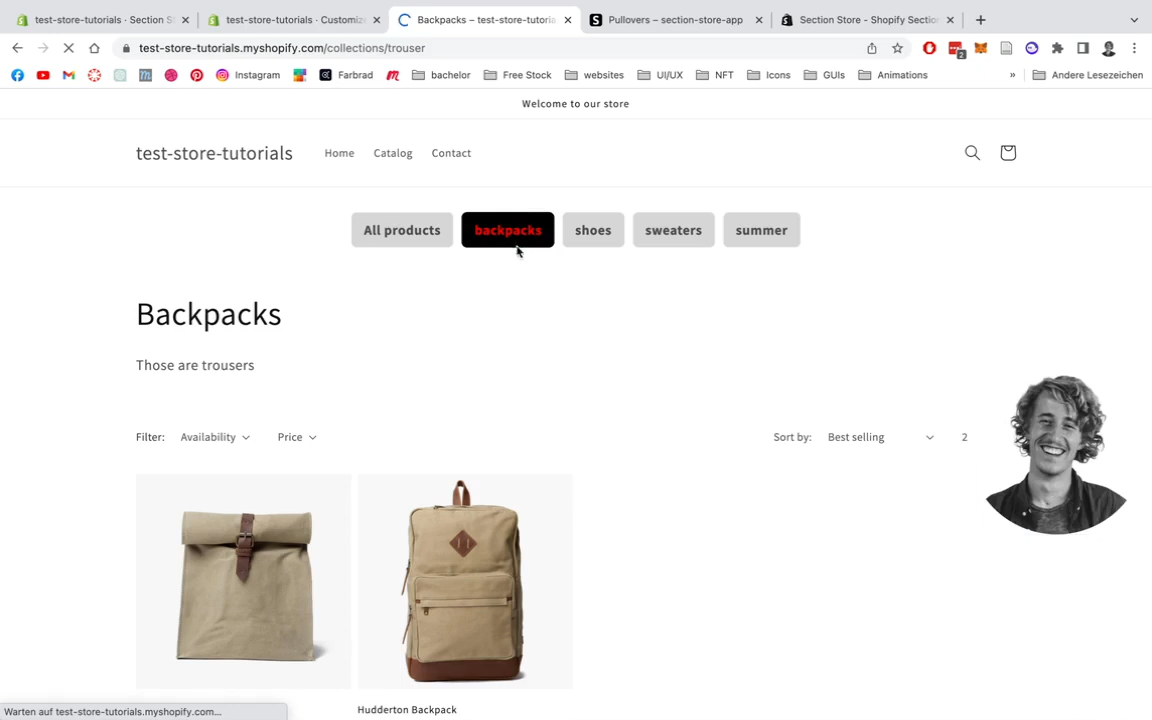 test-store-tutorials · Section S
test-store-tutorials · Customiz
Backpacks – test-store-tutoria
Pullovers – section-store-app
Section Store - Shopify Section
test-store-tutorials.myshopify.com/collections/trouser
2
Instagram
Farbrad
bachelor
Free Stock
websites
UI/UX
NFT
Icons
GUIs
Animations
»
Andere Lesezeichen
Welcome to our store
test-store-tutorials
Home
Catalog
Contact
All products
backpacks
shoes
sweaters
summer
Backpacks
Those are trousers
Filter:
Availability
Price
Sort by:
Best selling
2
Hudderton Backpack
Warten auf test-store-tutorials.myshopify.com...